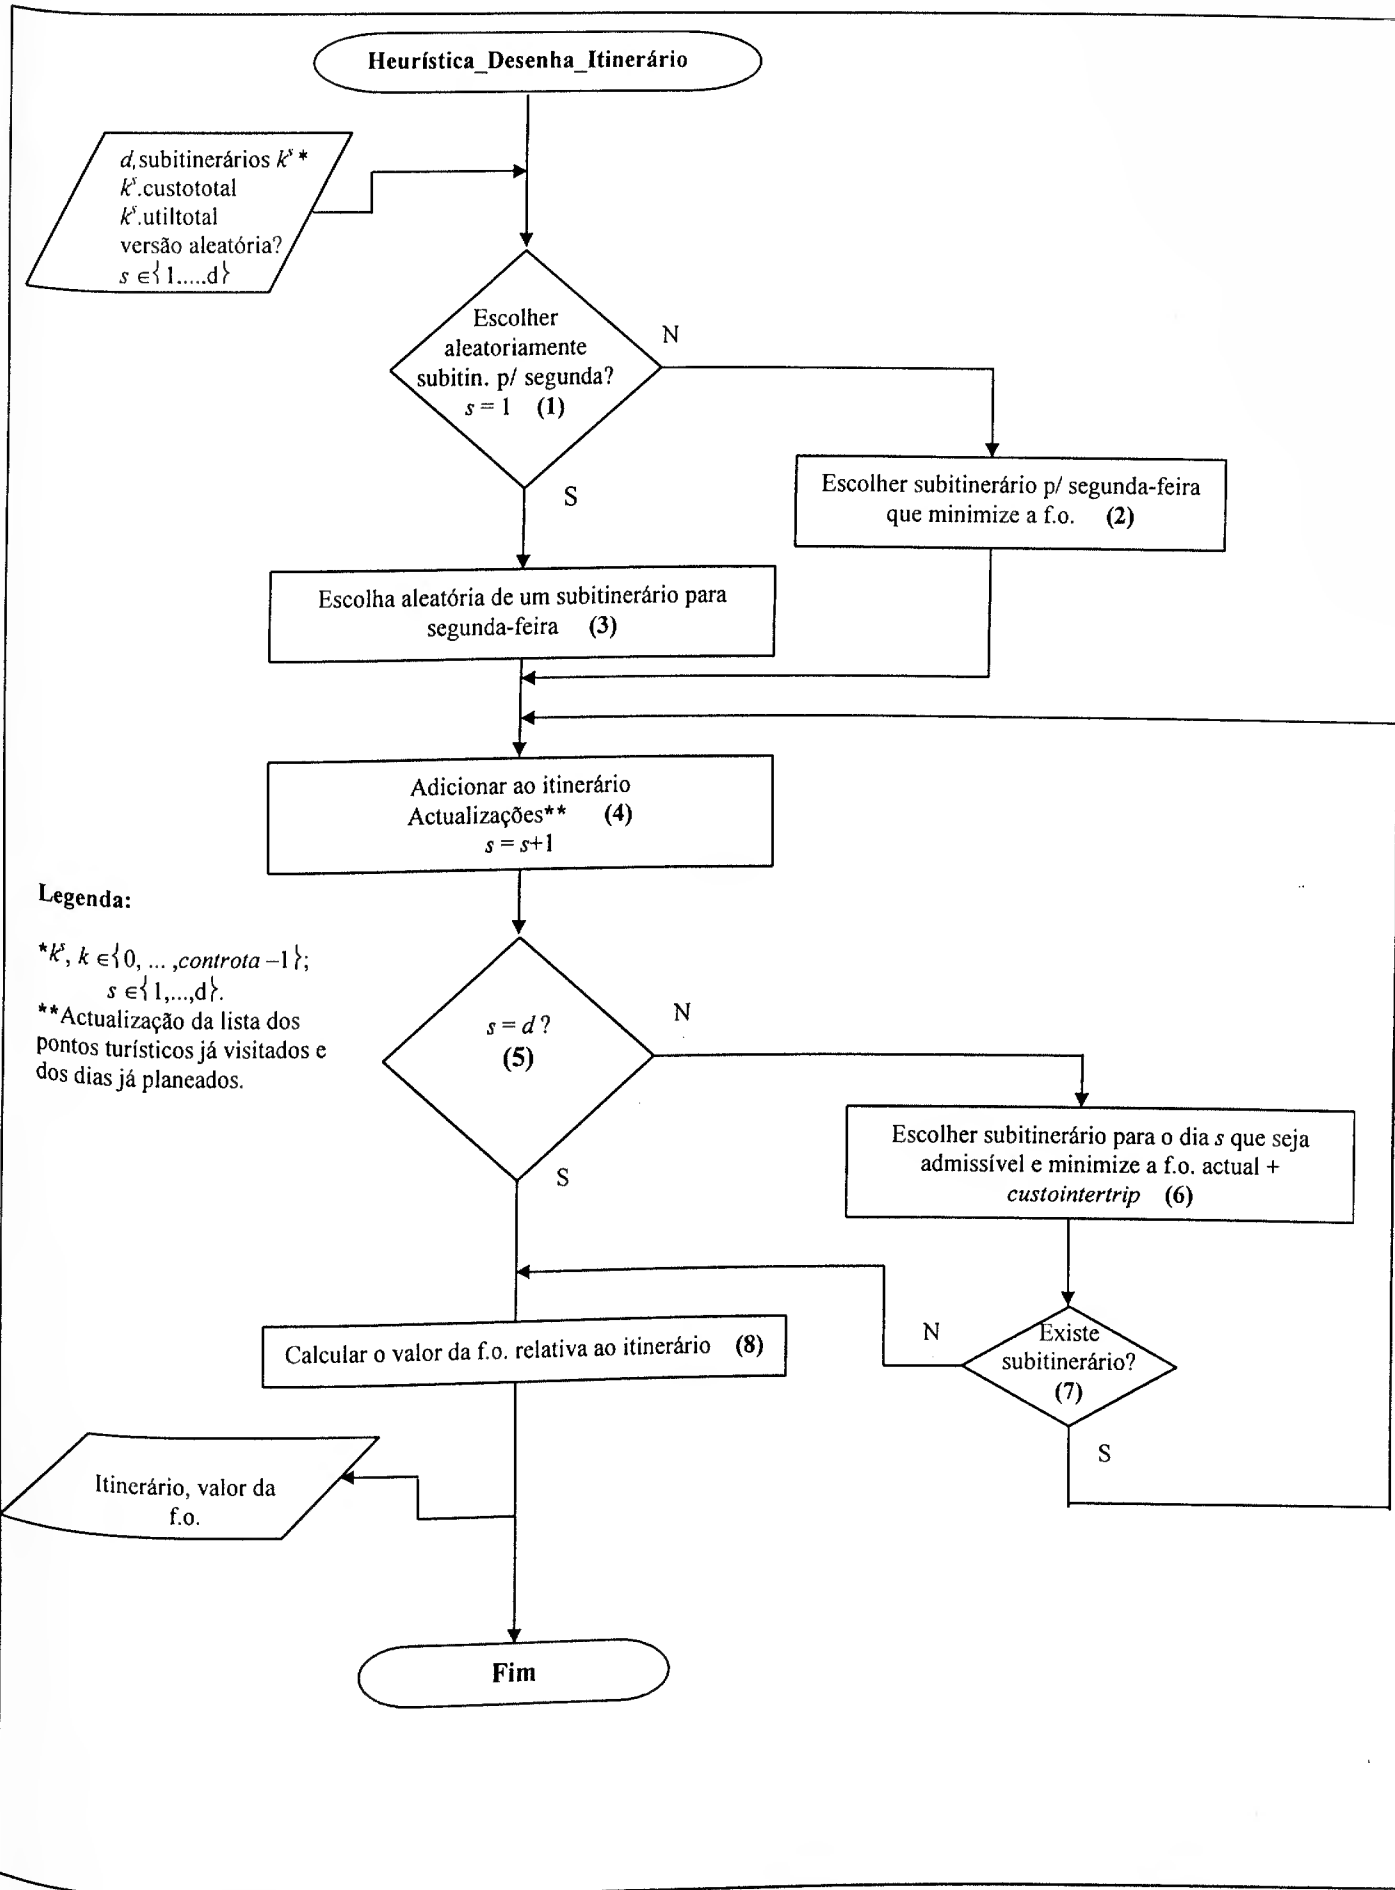 Heurística_Desenha_Itinerário
d, subitinerários kˢ *
kˢ.custototal
kˢ.utiltotal
versão aleatória?
s ∈{1.....d}
Escolher
aleatoriamente
subitin. p/ segunda?
s = 1 (1)
N
S
Escolher subitinerário p/ segunda-feira
que minimize a f.o. (2)
Escolha aleatória de um subitinerário para
segunda-feira (3)
Adicionar ao itinerário
Actualizações** (4)
s = s+1
Legenda:
*kˢ, k ∈{0, ... ,controta –1};
s ∈{1,...,d}.
**Actualização da lista dos
pontos turísticos já visitados e
dos dias já planeados.
s = d ?
(5)
N
S
Escolher subitinerário para o dia s que seja
admissível e minimize a f.o. actual +
custointertrip (6)
Existe
subitinerário?
(7)
N
S
Calcular o valor da f.o. relativa ao itinerário (8)
Itinerário, valor da
f.o.
Fim